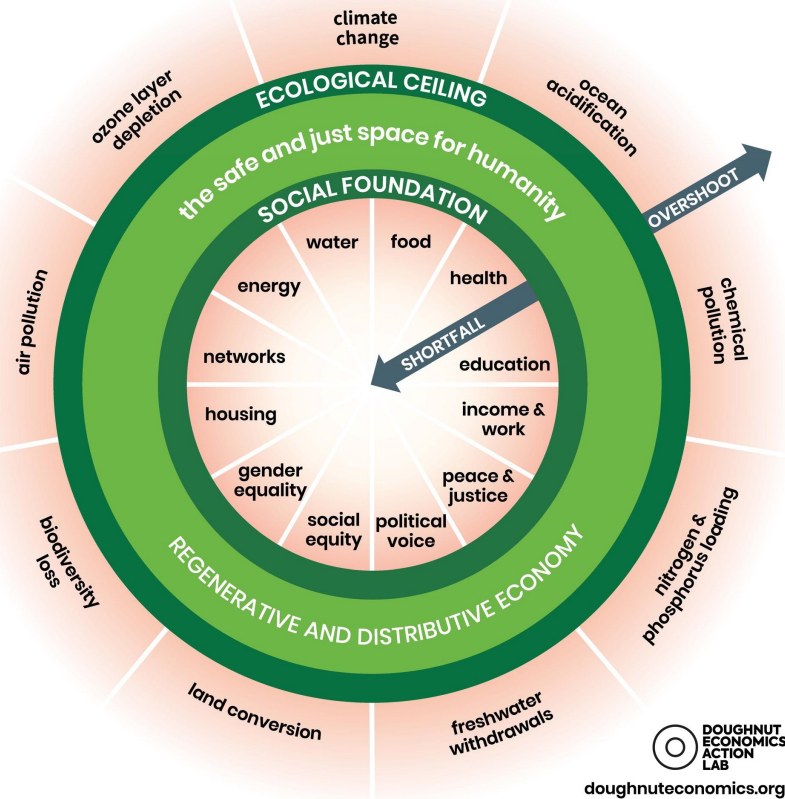 climate
change
ocean
acidification
chemical
pollution
nitrogen &
phosphorus loading
freshwater
withdrawals
land conversion
biodiversity
loss
air pollution
ozone layer
depletion
ECOLOGICAL CEILING
the safe and just space for humanity
OVERSHOOT
SOCIAL FOUNDATION
water
food
health
SHORTFALL
education
income &
work
peace &
justice
political
voice
social
equity
gender
equality
housing
networks
energy
REGENERATIVE AND DISTRIBUTIVE ECONOMY
DOUGHNUT
ECONOMICS
ACTION
LAB
doughnuteconomics.org